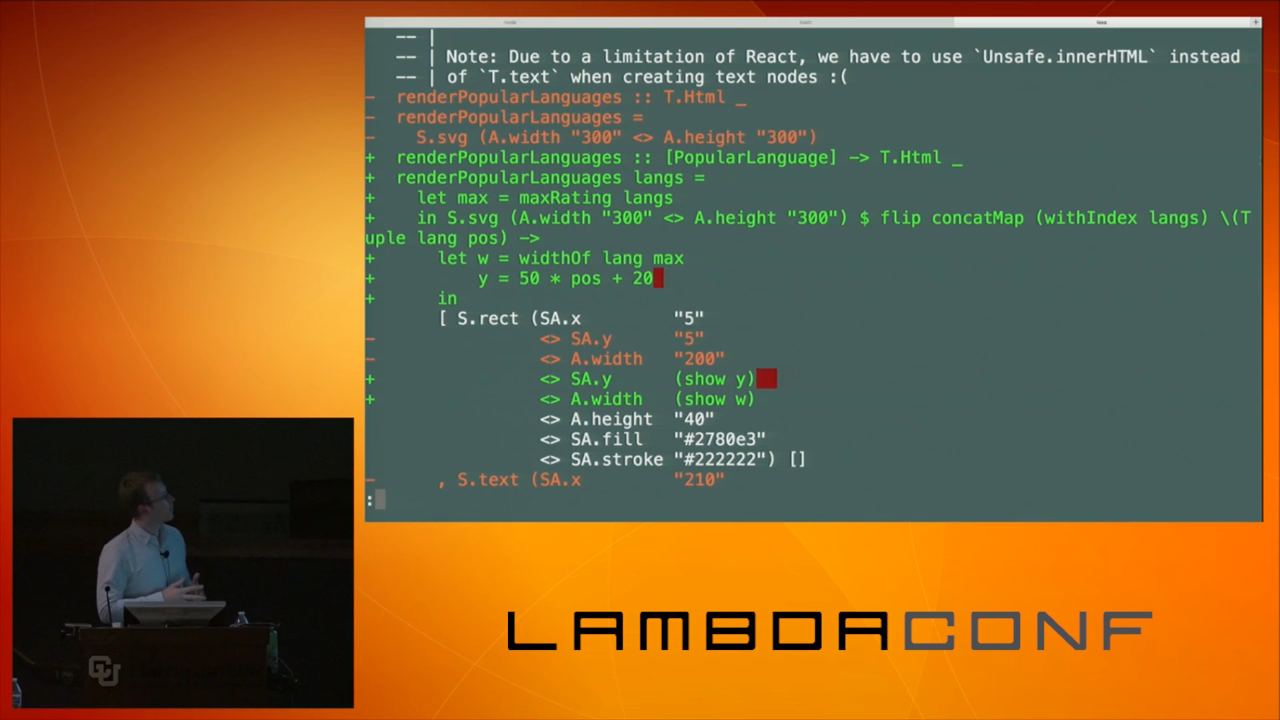 -- |
-- | Note: Due to a limitation of React, we have to use `Unsafe.innerHTML` instead
-- | of `T.text` when creating text nodes :(
- renderPopularLanguages :: T.Html _
- renderPopularLanguages =
- S.svg (A.width "300" <> A.height "300")
+ renderPopularLanguages :: [PopularLanguage] -> T.Html _
+ renderPopularLanguages langs =
+ let max = maxRating langs
+ in S.svg (A.width "300" <> A.height "300") $ flip concatMap (withIndex langs) \(T
uple lang pos) ->
+ let w = widthOf lang max
+ y = 50 * pos + 20
+ in
[ S.rect (SA.x "5"
- <> SA.y "5"
- <> A.width "200"
+ <> SA.y (show y)
+ <> A.width (show w)
<> A.height "40"
<> SA.fill "#2780e3"
<> SA.stroke "#222222") []
- , S.text (SA.x "210"
:
LAMBDACONF
CU